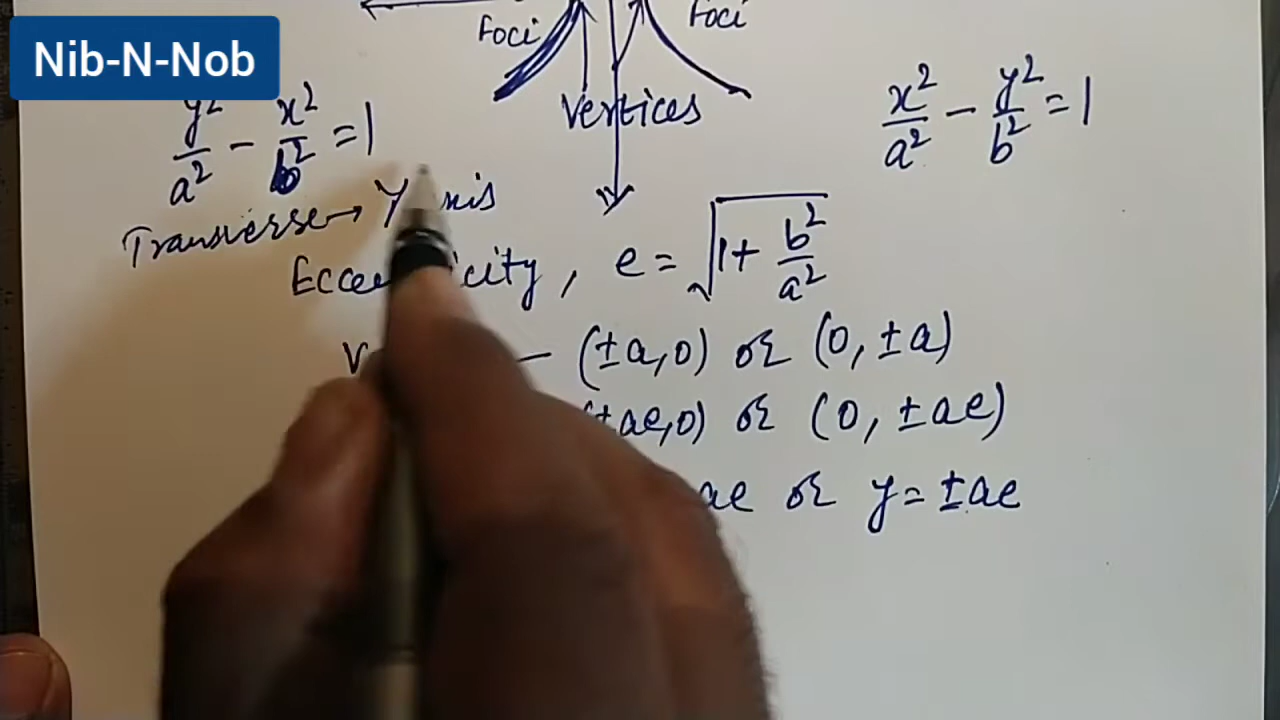 Nib-N-Nob
Foci Foci
Vertices
y²/a² - x²/b² = 1
x²/a² - y²/b² = 1
Transverse →
, e = √(1 + b²/a²)
— (±a,0) or (0, ±a)
(±ae,0) or (0, ±ae)
ae or y = ±ae